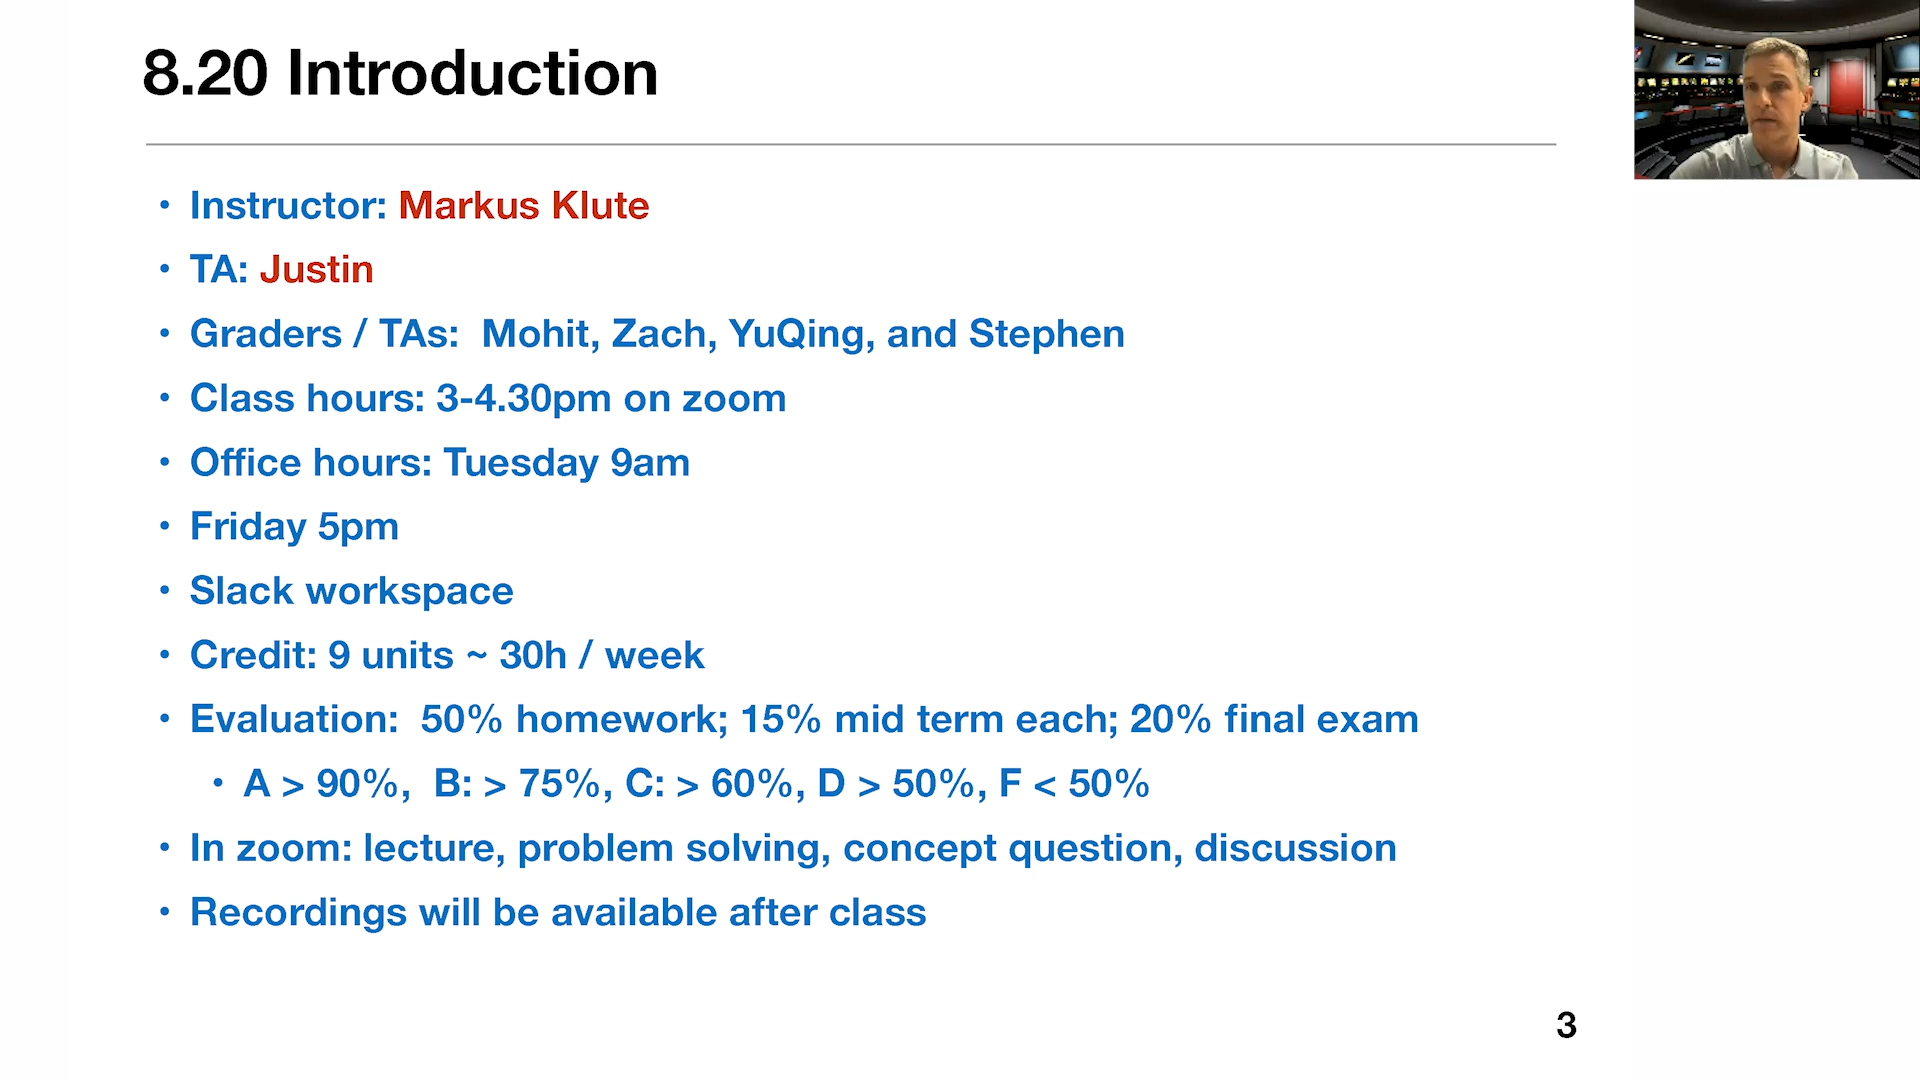 8.20 Introduction
• Instructor: Markus Klute
• TA: Justin
• Graders / TAs:  Mohit, Zach, YuQing, and Stephen
• Class hours: 3-4.30pm on zoom
• Office hours: Tuesday 9am
• Friday 5pm
• Slack workspace
• Credit: 9 units ~ 30h / week
• Evaluation:  50% homework; 15% mid term each; 20% final exam
• A > 90%,  B: > 75%, C: > 60%, D > 50%, F < 50%
• In zoom: lecture, problem solving, concept question, discussion
• Recordings will be available after class
3